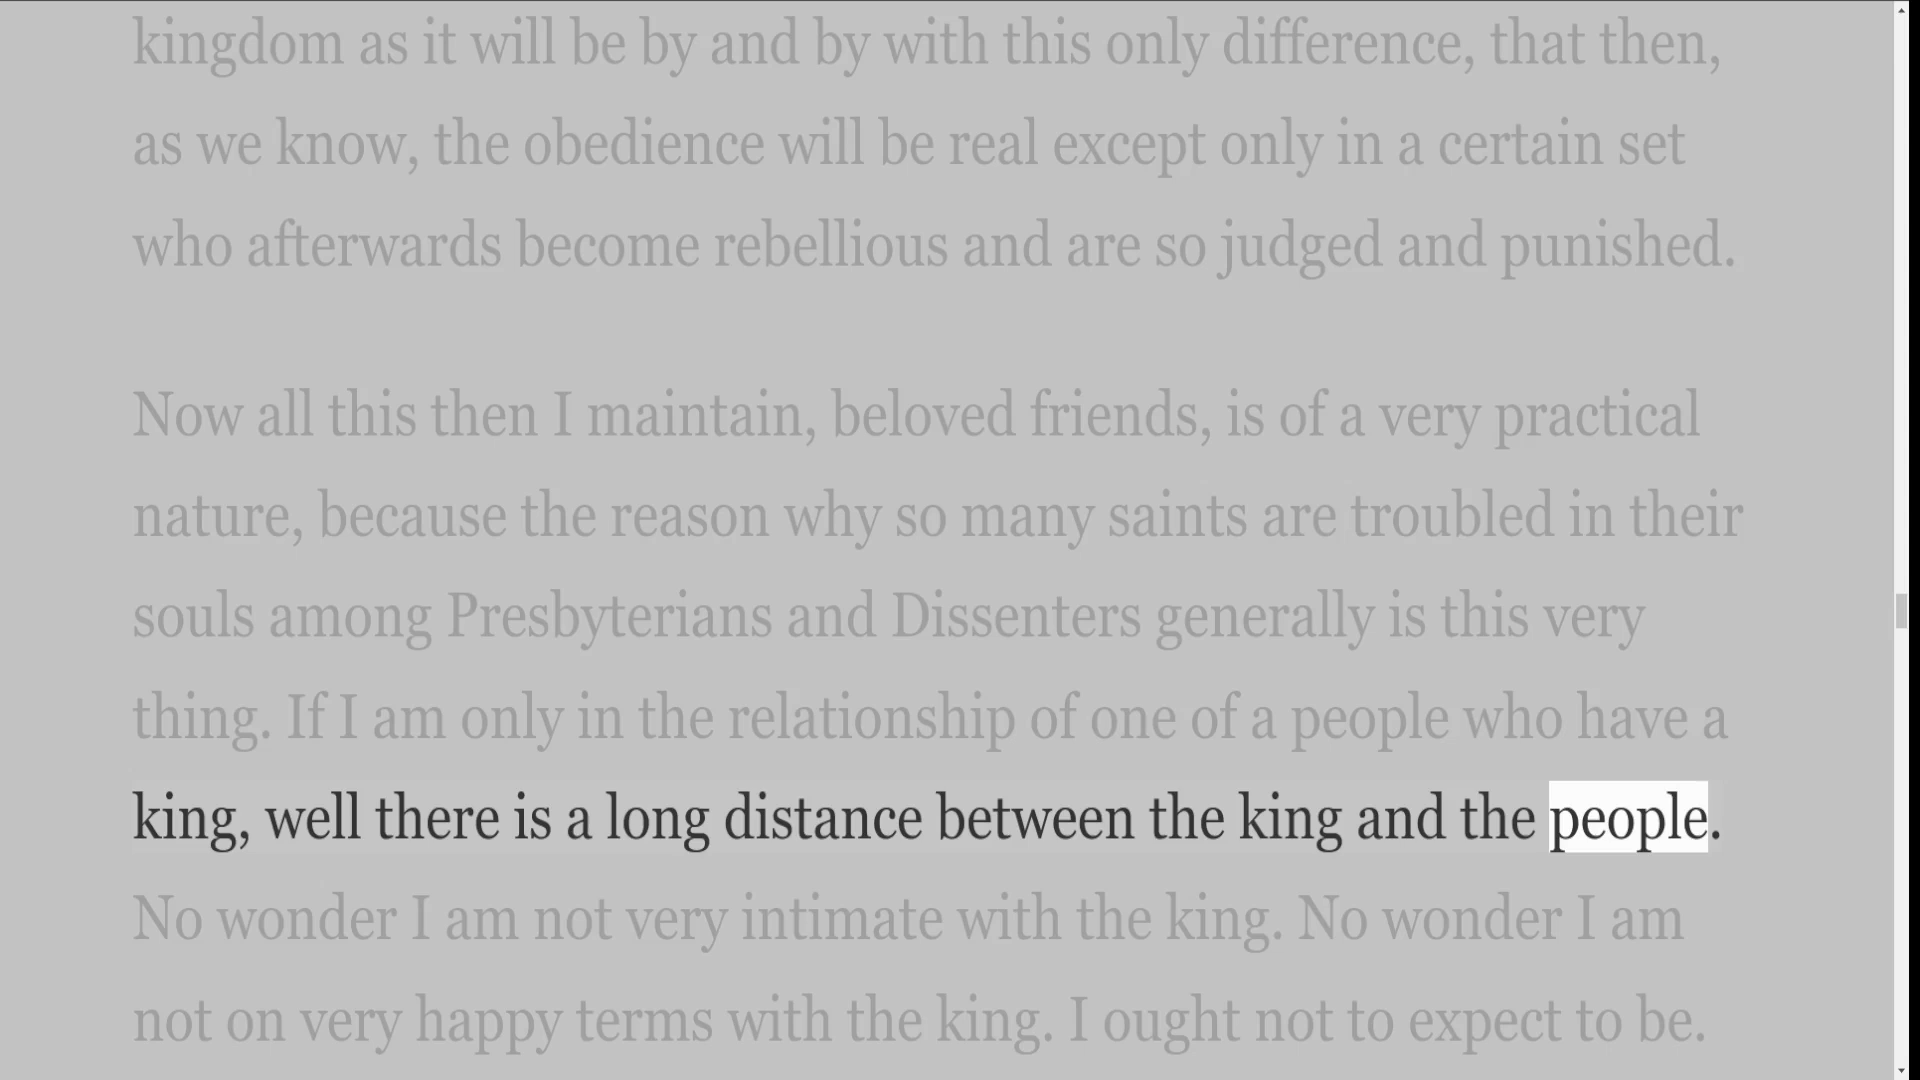 kingdom as it will be by and by with this only difference, that then,
as we know, the obedience will be real except only in a certain set
who afterwards become rebellious and are so judged and punished.
Now all this then I maintain, beloved friends, is of a very practical
nature, because the reason why so many saints are troubled in their
souls among Presbyterians and Dissenters generally is this very
thing. If I am only in the relationship of one of a people who have a
king, well there is a long distance between the king and the people.
No wonder I am not very intimate with the king. No wonder I am
not on very happy terms with the king. I ought not to expect to be.